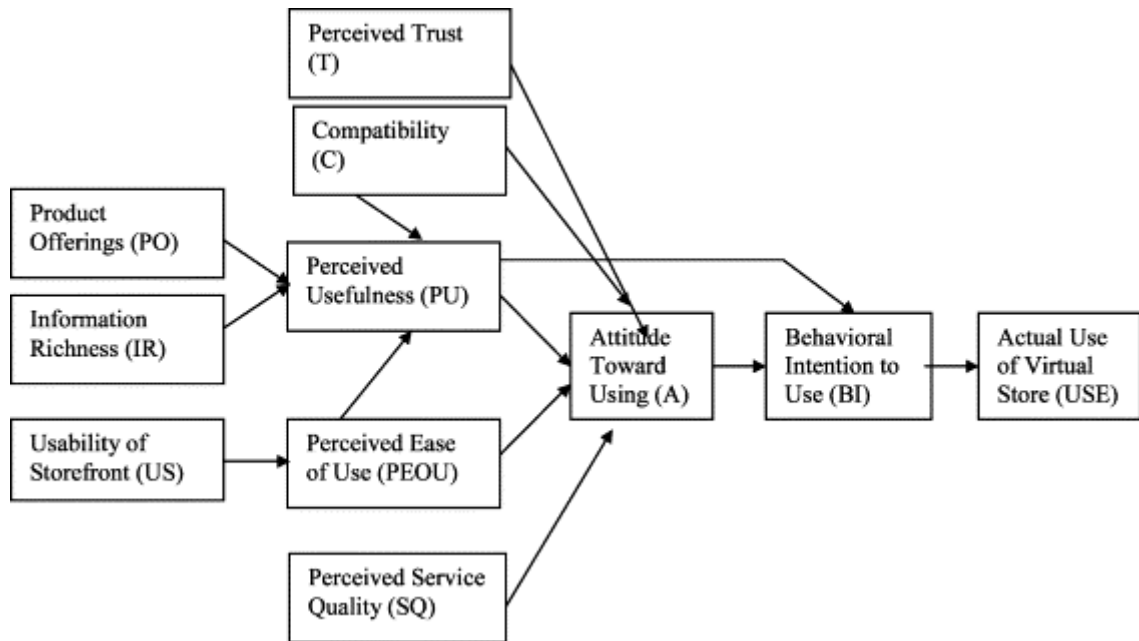 Perceived Trust
(T)
Compatibility
(C)
Product
Offerings (PO)
Perceived
Usefulness (PU)
Information
Richness (IR)
Attitude
Toward
Using (A)
Behavioral
Intention to
Use (BI)
Actual Use
of Virtual
Store (USE)
Usability of
Storefront (US)
Perceived Ease
of Use (PEOU)
Perceived Service
Quality (SQ)